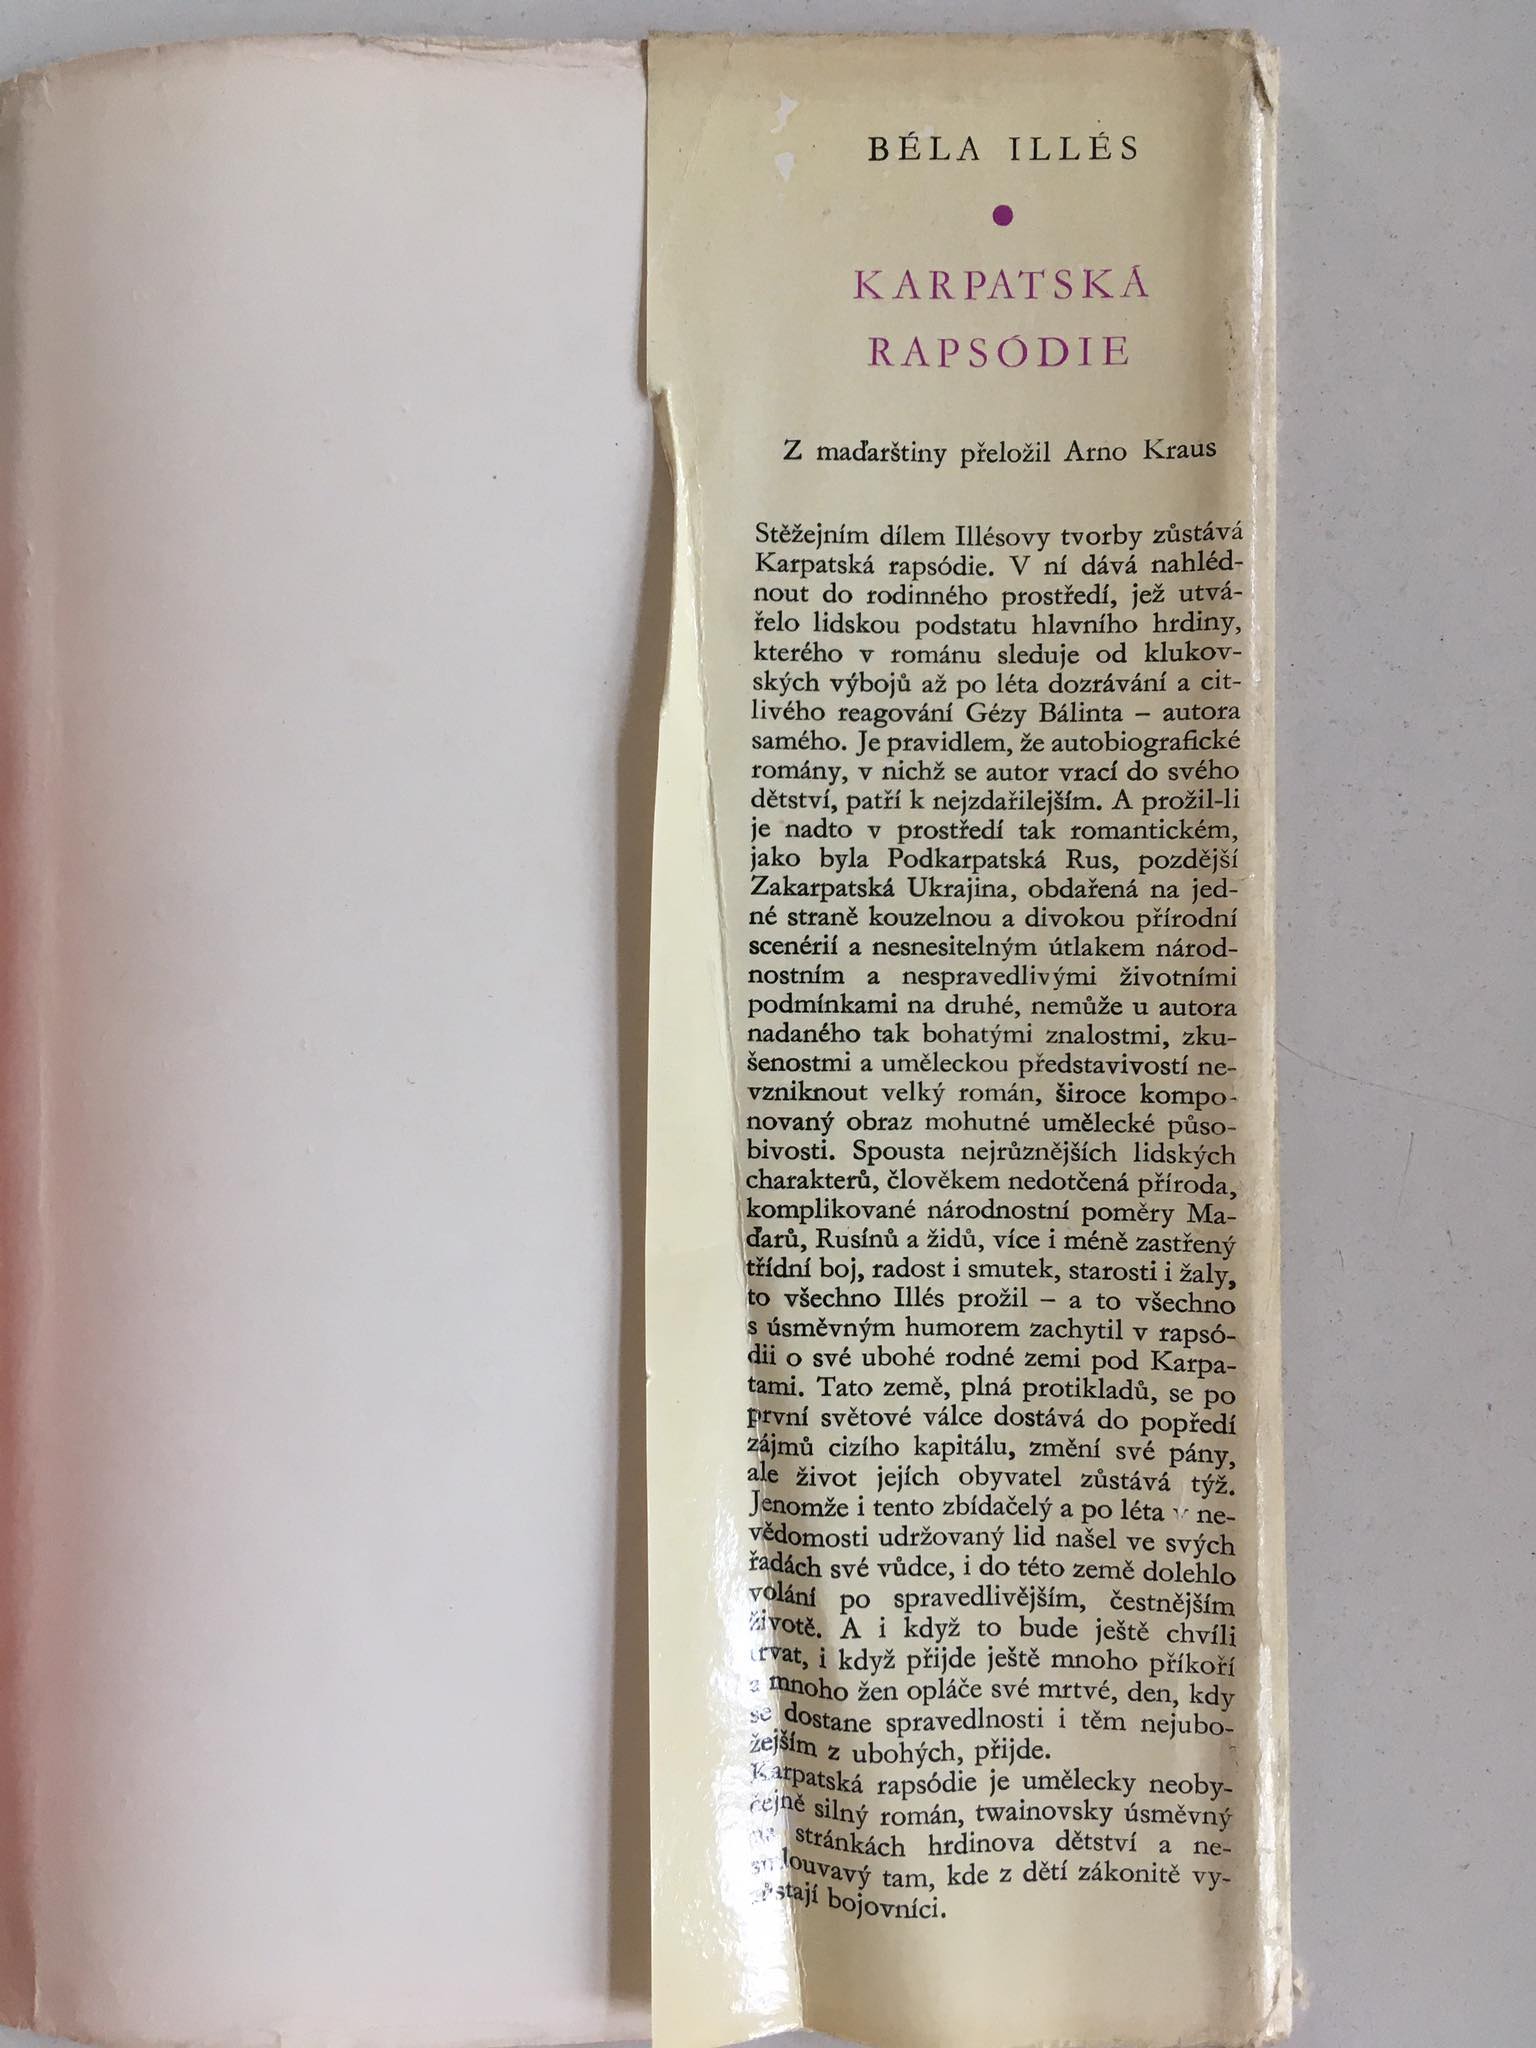 BÉLA ILLÉS
KARPATSKÁ
RAPSÓDIE
Z maďarštiny přeložil Arno Kraus
Stěžejním dílem Illésovy tvorby zůstává
Karpatská rapsódie. V ní dává nahléd-
nout do rodinného prostředí, jež utvá-
řelo lidskou podstatu hlavního hrdiny,
kterého v románu sleduje od klukov-
ských výbojů až po léta dozrávání a cit-
livého reagování Gézy Bálinta – autora
samého. Je pravidlem, že autobiografické
romány, v nichž se autor vrací do svého
dětství, patří k nejzdařilejším. A prožil-li
je nadto v prostředí tak romantickém,
jako byla Podkarpatská Rus, pozdější
Zakarpatská Ukrajina, obdařená na jed-
né straně kouzelnou a divokou přírodní
scenérií a nesnesitelným útlakem národ-
nostním a nespravedlivými životními
podmínkami na druhé, nemůže u autora
nadaného tak bohatými znalostmi, zku-
šenostmi a uměleckou představivostí ne-
vzniknout velký román, široce kompo-
novaný obraz mohutné umělecké půso-
bivosti. Spousta nejrůznějších lidských
charakterů, člověkem nedotčená příroda,
komplikované národnostní poměry Ma-
ďarů, Rusínů a židů, více i méně zastřený
třídní boj, radost i smutek, starosti i žaly,
to všechno Illés prožil – a to všechno
s úsměvným humorem zachytil v rapsó-
dii o své ubohé rodné zemi pod Karpa-
tami. Tato země, plná protikladů, se po
první světové válce dostává do popředí
zájmů cizího kapitálu, změní své pány,
ale život jejích obyvatel zůstává týž.
Jenomže i tento zbídačelý a po léta v ne-
vědomosti udržovaný lid našel ve svých
řadách své vůdce, i do této země dolehlo
volání po spravedlivějším, čestnějším
životě. A i když to bude ještě chvíli
trvat, i když přijde ještě mnoho příkoří
a mnoho žen opláče své mrtvé, den, kdy
se dostane spravedlnosti i těm nejubo-
žejším z ubohých, přijde.
Karpatská rapsódie je umělecky neoby-
čejně silný román, twainovsky úsměvný
na stránkách hrdinova dětství a ne-
smlouvavý tam, kde z dětí zákonitě vy-
růstají bojovníci.